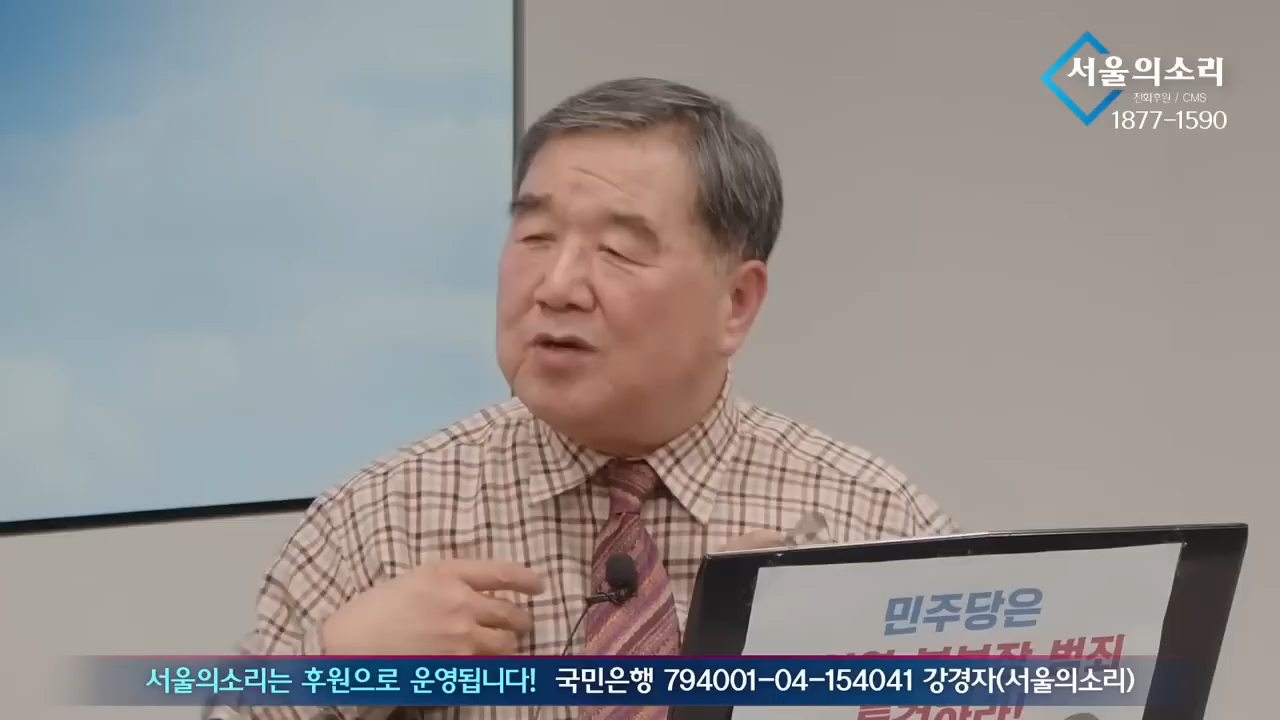 서울의소리
전화후원 / CMS
1877-1590
민주당은
범죄
서울의소리는 후원으로 운영됩니다! 국민은행 794001-04-154041 강경자(서울의소리)